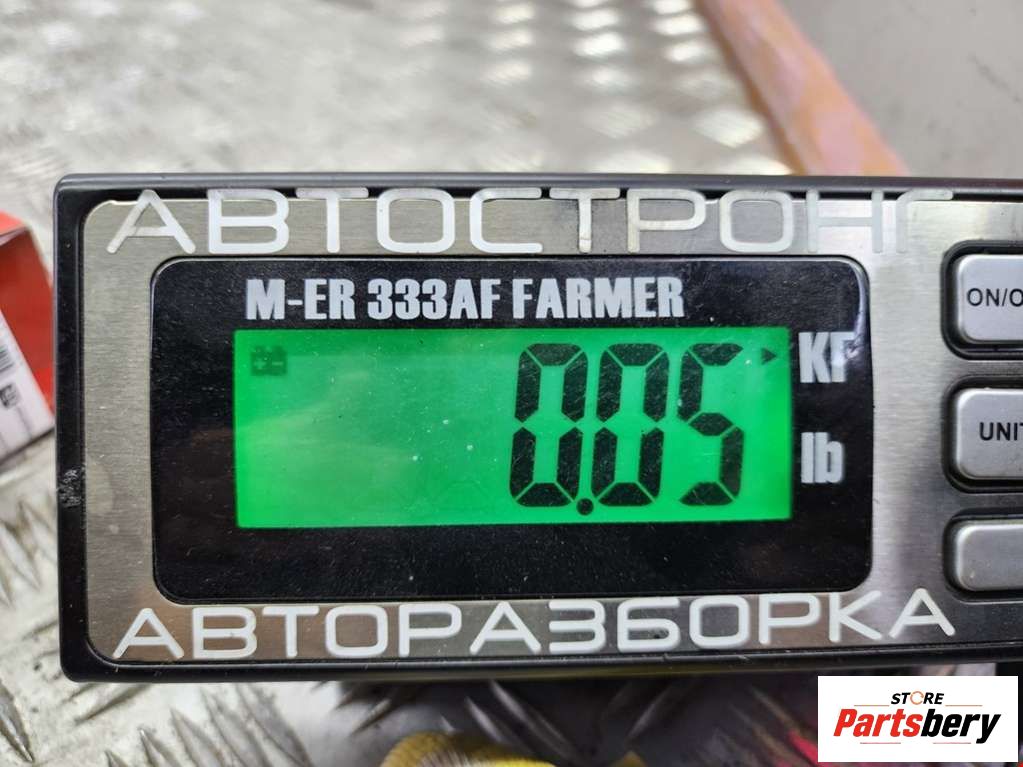 АВТОСТРОНГ
M-ER 333AF FARMER
0.05
КГ
lb
ON/O
UNIT
АВТОРАЗБОРКА
STORE
Partsbery